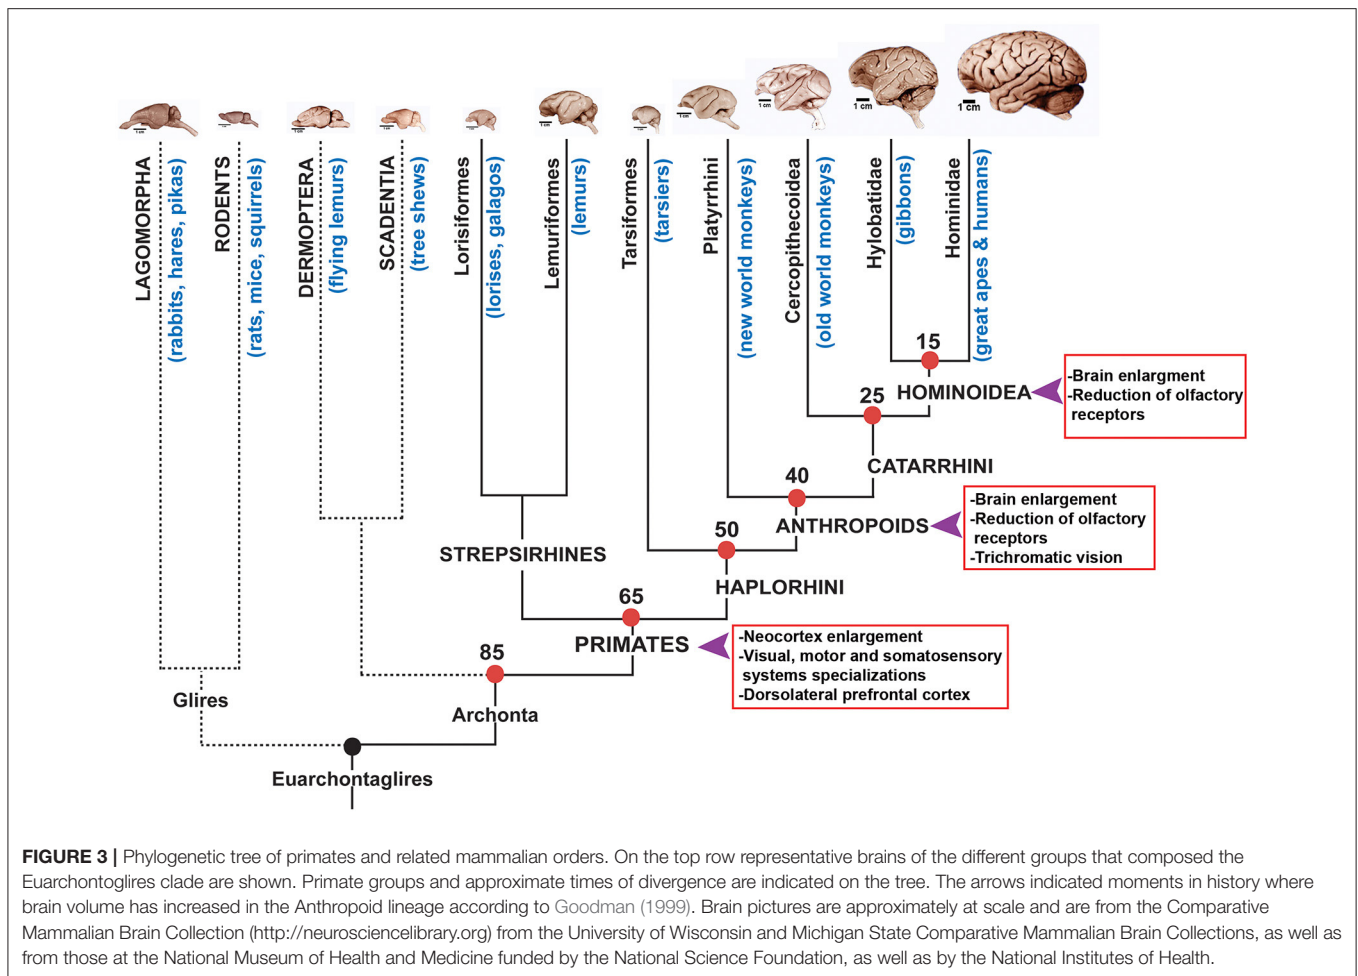 1 cm
1 cm
1 cm
1 cm
1 cm
1 cm
1 cm
1 cm
LAGOMORPHA
(rabbits, hares, pikas)
RODENTS
(rats, mice, squirrels)
DERMOPTERA
(flying lemurs)
SCADENTIA
(tree shews)
Lorisiformes
(lorises, galagos)
Lemuriformes
(lemurs)
Tarsiformes
(tarsiers)
Platyrrhini
(new world monkeys)
Cercopithecoidea
(old world monkeys)
Hylobatidae
(gibbons)
Hominidae
(great apes & humans)
15
HOMINOIDEA
-Brain enlargment
-Reduction of olfactory
receptors
25
CATARRHINI
40
ANTHROPOIDS
-Brain enlargement
-Reduction of olfactory
receptors
-Trichromatic vision
50
STREPSIRHINES
HAPLORHINI
65
PRIMATES
-Neocortex enlargement
-Visual, motor and somatosensory
systems specializations
-Dorsolateral prefrontal cortex
85
Glires
Archonta
Euarchontaglires
FIGURE 3 | Phylogenetic tree of primates and related mammalian orders. On the top row representative brains of the different groups that composed the
Euarchontoglires clade are shown. Primate groups and approximate times of divergence are indicated on the tree. The arrows indicated moments in history where
brain volume has increased in the Anthropoid lineage according to Goodman (1999). Brain pictures are approximately at scale and are from the Comparative
Mammalian Brain Collection (http://neurosciencelibrary.org) from the University of Wisconsin and Michigan State Comparative Mammalian Brain Collections, as well as
from those at the National Museum of Health and Medicine funded by the National Science Foundation, as well as by the National Institutes of Health.